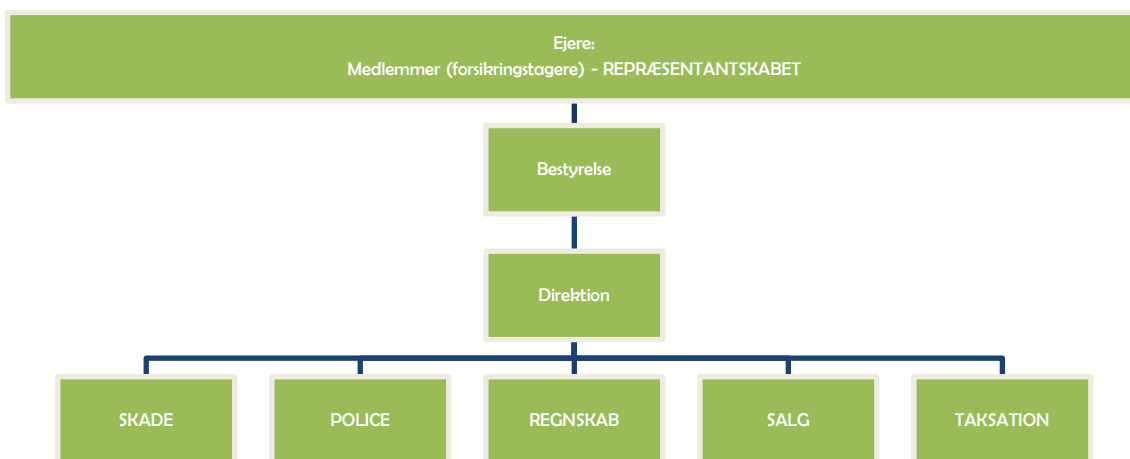 Ejere:
Medlemmer (forsikringstagere) - REPRÆSENTANTSKABET
Bestyrelse
Direktion
SKADE
POLICE
REGNSKAB
SALG
TAKSATION